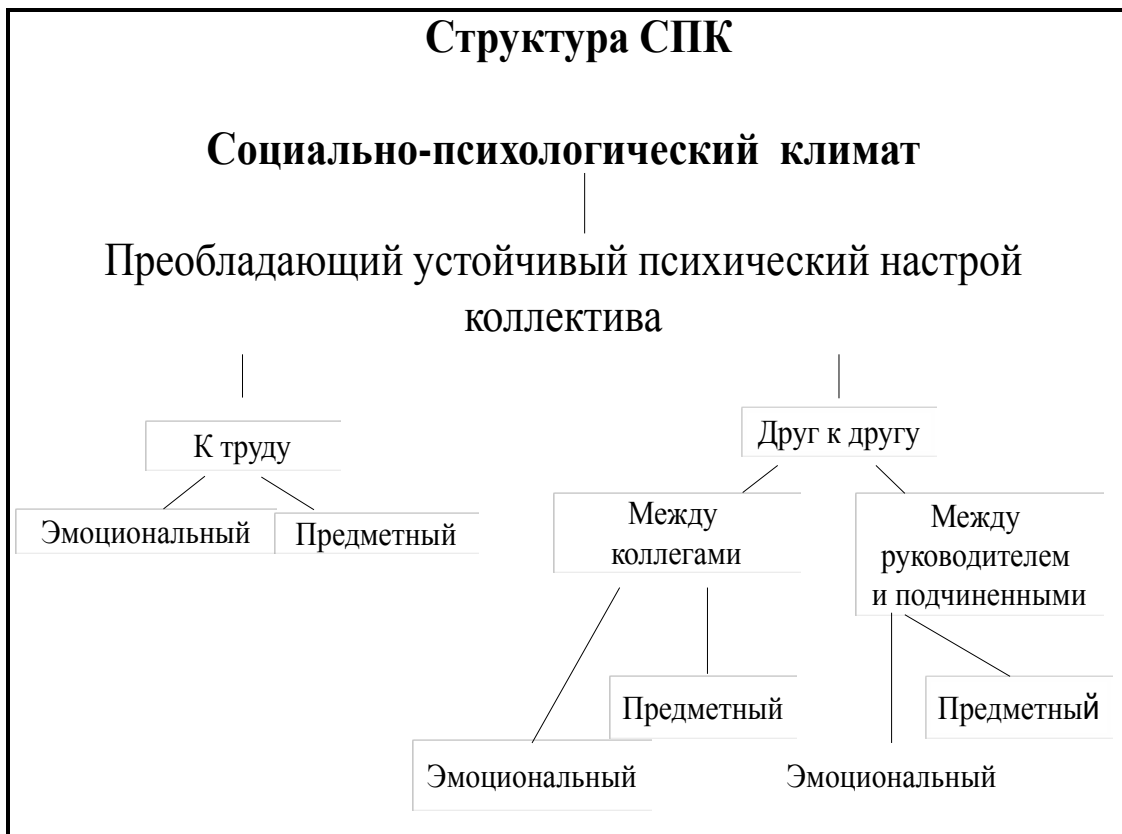 Структура СПК
Социально-психологический климат
Преобладающий устойчивый психический настрой
коллектива
К труду
Друг к другу
Эмоциональный
Предметный
Между
коллегами
Между
руководителем
и подчиненными
Предметный
Предметный
Эмоциональный
Эмоциональный